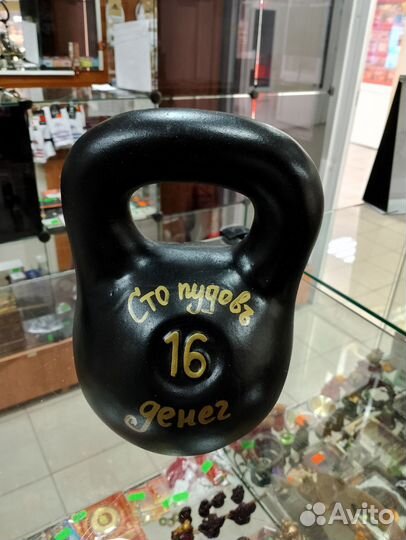 Сто пудовъ
16
денег
Avito